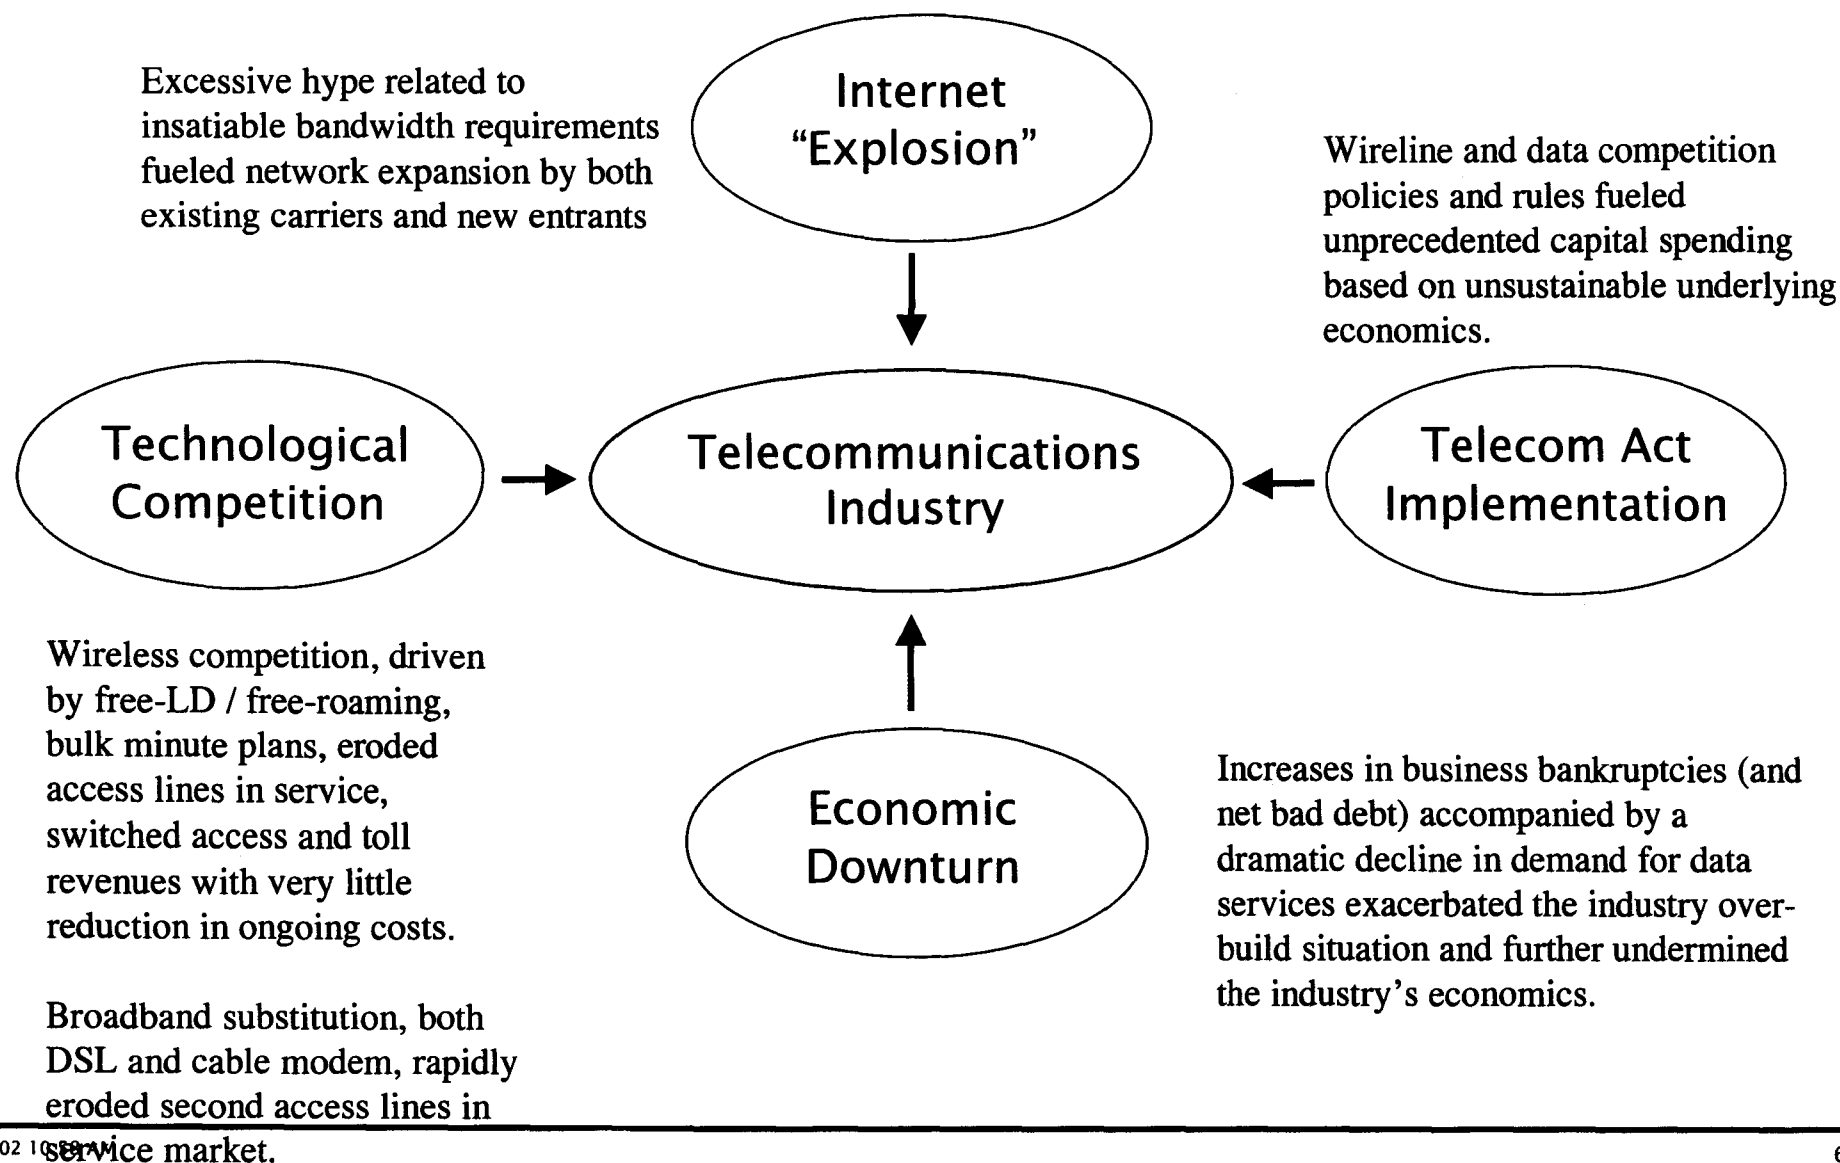 Internet
“Explosion”
Excessive hype related to
insatiable bandwidth requirements
fueled network expansion by both
existing carriers and new entrants
Wireline and data competition
policies and rules fueled
unprecedented capital spending
based on unsustainable underlying
economics.
Technological
Competition
Telecommunications
Industry
Telecom Act
Implementation
Wireless competition, driven
by free-LD / free-roaming,
bulk minute plans, eroded
access lines in service,
switched access and toll
revenues with very little
reduction in ongoing costs.
Broadband substitution, both
DSL and cable modem, rapidly
eroded second access lines in
service market.
Economic
Downturn
Increases in business bankruptcies (and
net bad debt) accompanied by a
dramatic decline in demand for data
services exacerbated the industry over-
build situation and further undermined
the industry’s economics.
02
AM
6